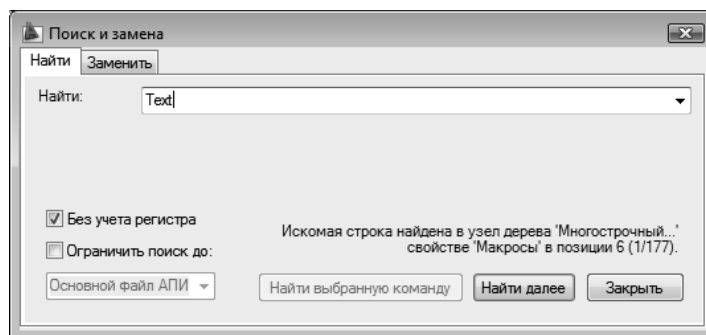 Поиск и замена
Найти Заменить
Найти: Text
Без учета регистра
Искомая строка найдена в узел дерева 'Многострочный...'
свойстве 'Макросы' в позиции 6 (1/177).
Ограничить поиск до:
Основной файл АПИ Найти выбранную команду Найти далее Закрыть